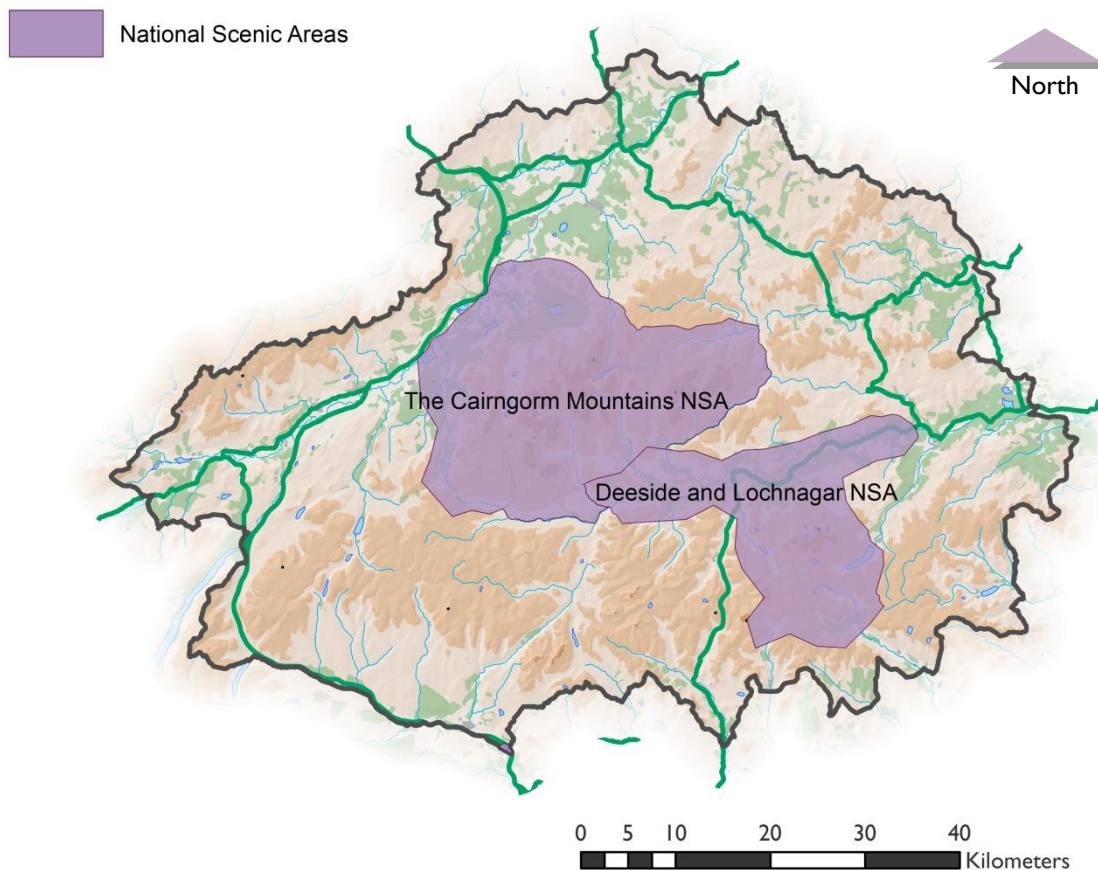 National Scenic Areas
North
The Cairngorm Mountains NSA
Deeside and Lochnagar NSA
0 5 10 20 30 40
Kilometers